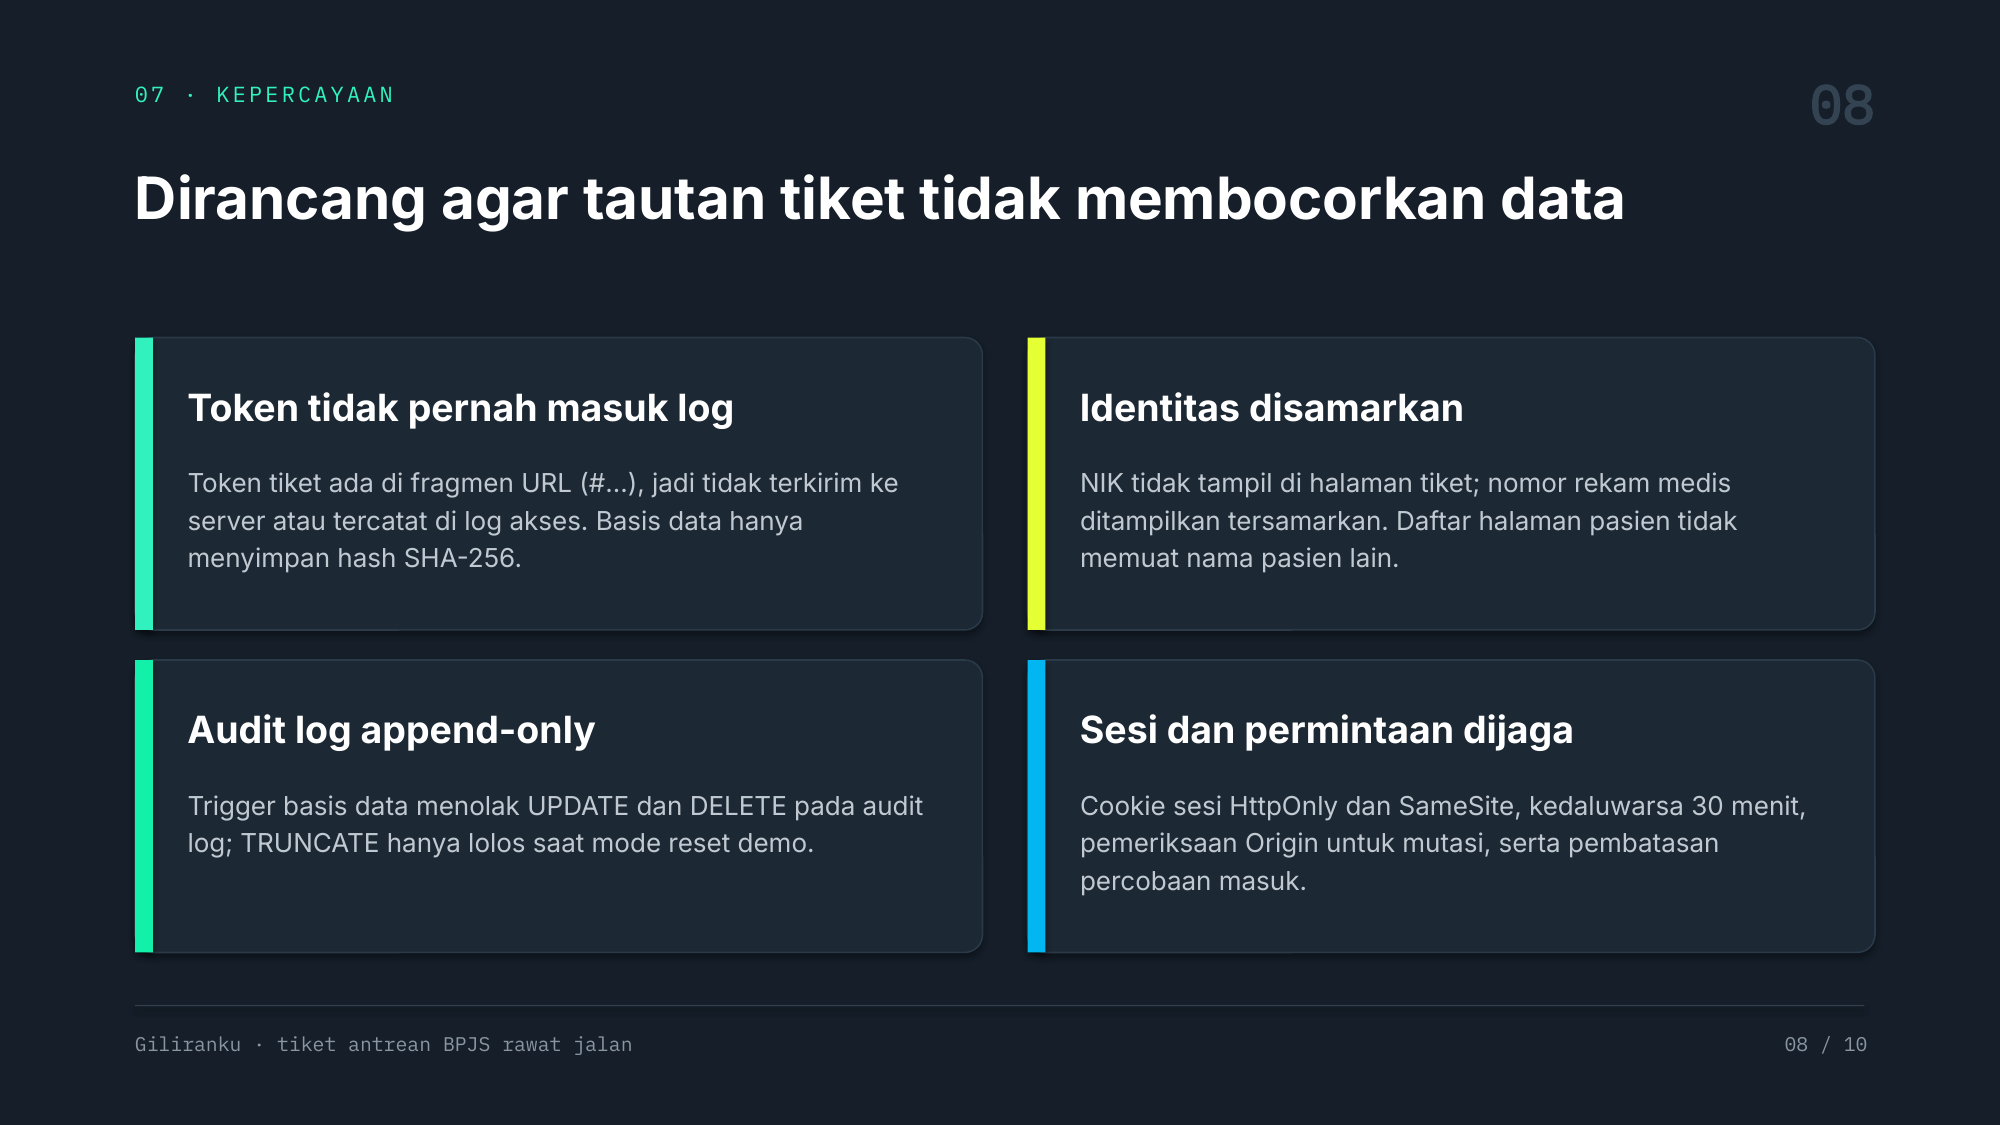 07 · KEPERCAYAAN
08
Dirancang agar tautan tiket tidak membocorkan data
Token tidak pernah masuk log
Token tiket ada di fragmen URL (#...), jadi tidak terkirim ke
server atau tercatat di log akses. Basis data hanya
menyimpan hash SHA-256.
Identitas disamarkan
NIK tidak tampil di halaman tiket; nomor rekam medis
ditampilkan tersamarkan. Daftar halaman pasien tidak
memuat nama pasien lain.
Audit log append-only
Trigger basis data menolak UPDATE dan DELETE pada audit
log; TRUNCATE hanya lolos saat mode reset demo.
Sesi dan permintaan dijaga
Cookie sesi HttpOnly dan SameSite, kedaluwarsa 30 menit,
pemeriksaan Origin untuk mutasi, serta pembatasan
percobaan masuk.
Giliranku · tiket antrean BPJS rawat jalan
08 / 10